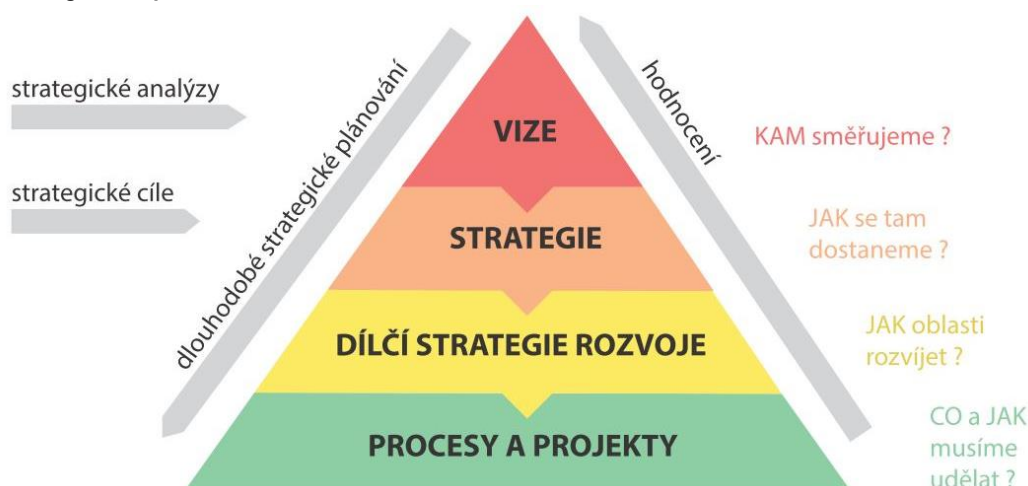 strategické analýzy
strategické cíle
dlouhodobé strategické plánování
hodnocení
VIZE
STRATEGIE
DÍLČÍ STRATEGIE ROZVOJE
PROCESY A PROJEKTY
KAM směřujeme ?
JAK se tam
dostaneme ?
JAK oblasti
rozvíjet ?
CO a JAK
musíme
udělat ?